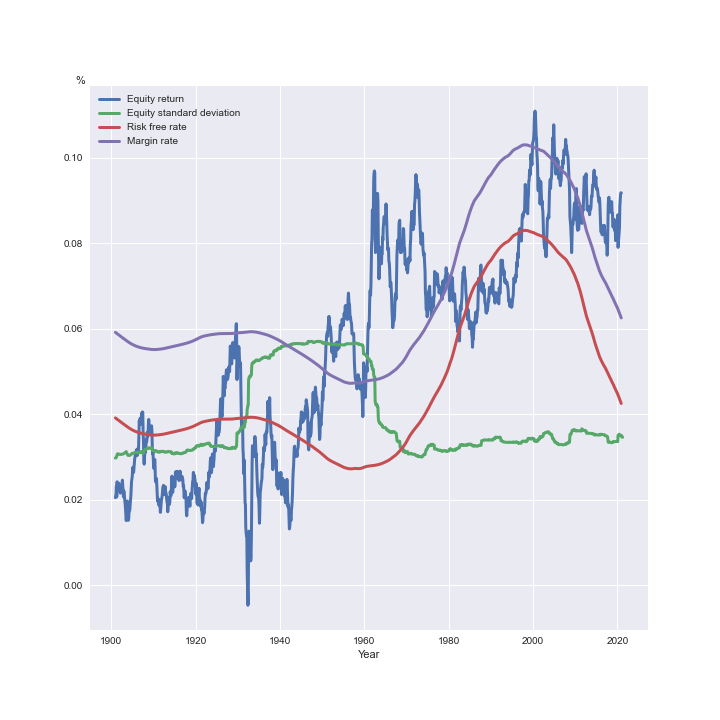 %
Equity return
Equity standard deviation
Risk free rate
Margin rate
0.10
0.08
0.06
0.04
0.02
0.00
1900 1920 1940 1960 1980 2000 2020
Year